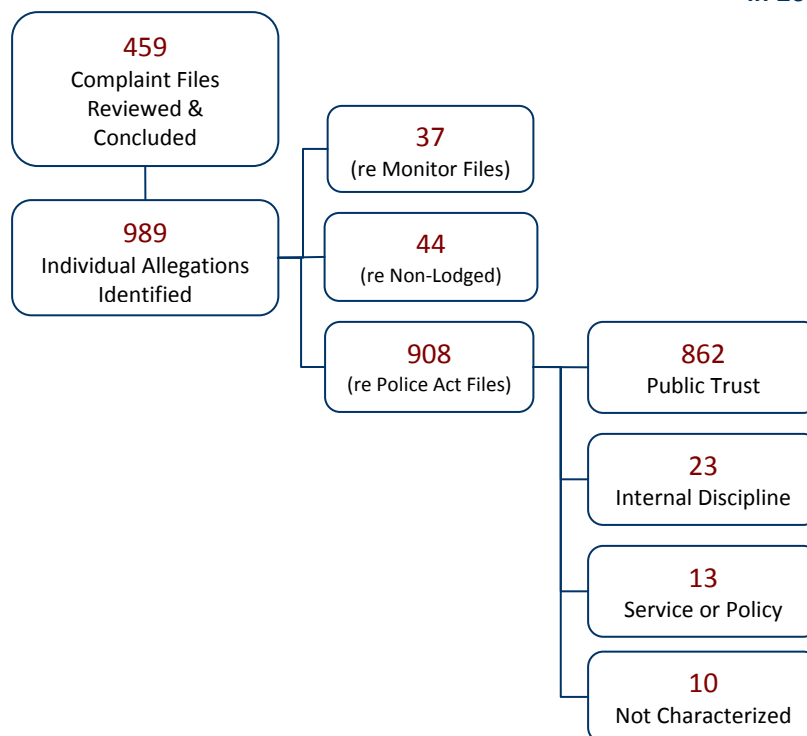 459
Complaint Files
Reviewed &
Concluded
989
Individual Allegations
Identified
37
(re Monitor Files)
44
(re Non-Lodged)
908
(re Police Act Files)
862
Public Trust
23
Internal Discipline
13
Service or Policy
10
Not Characterized